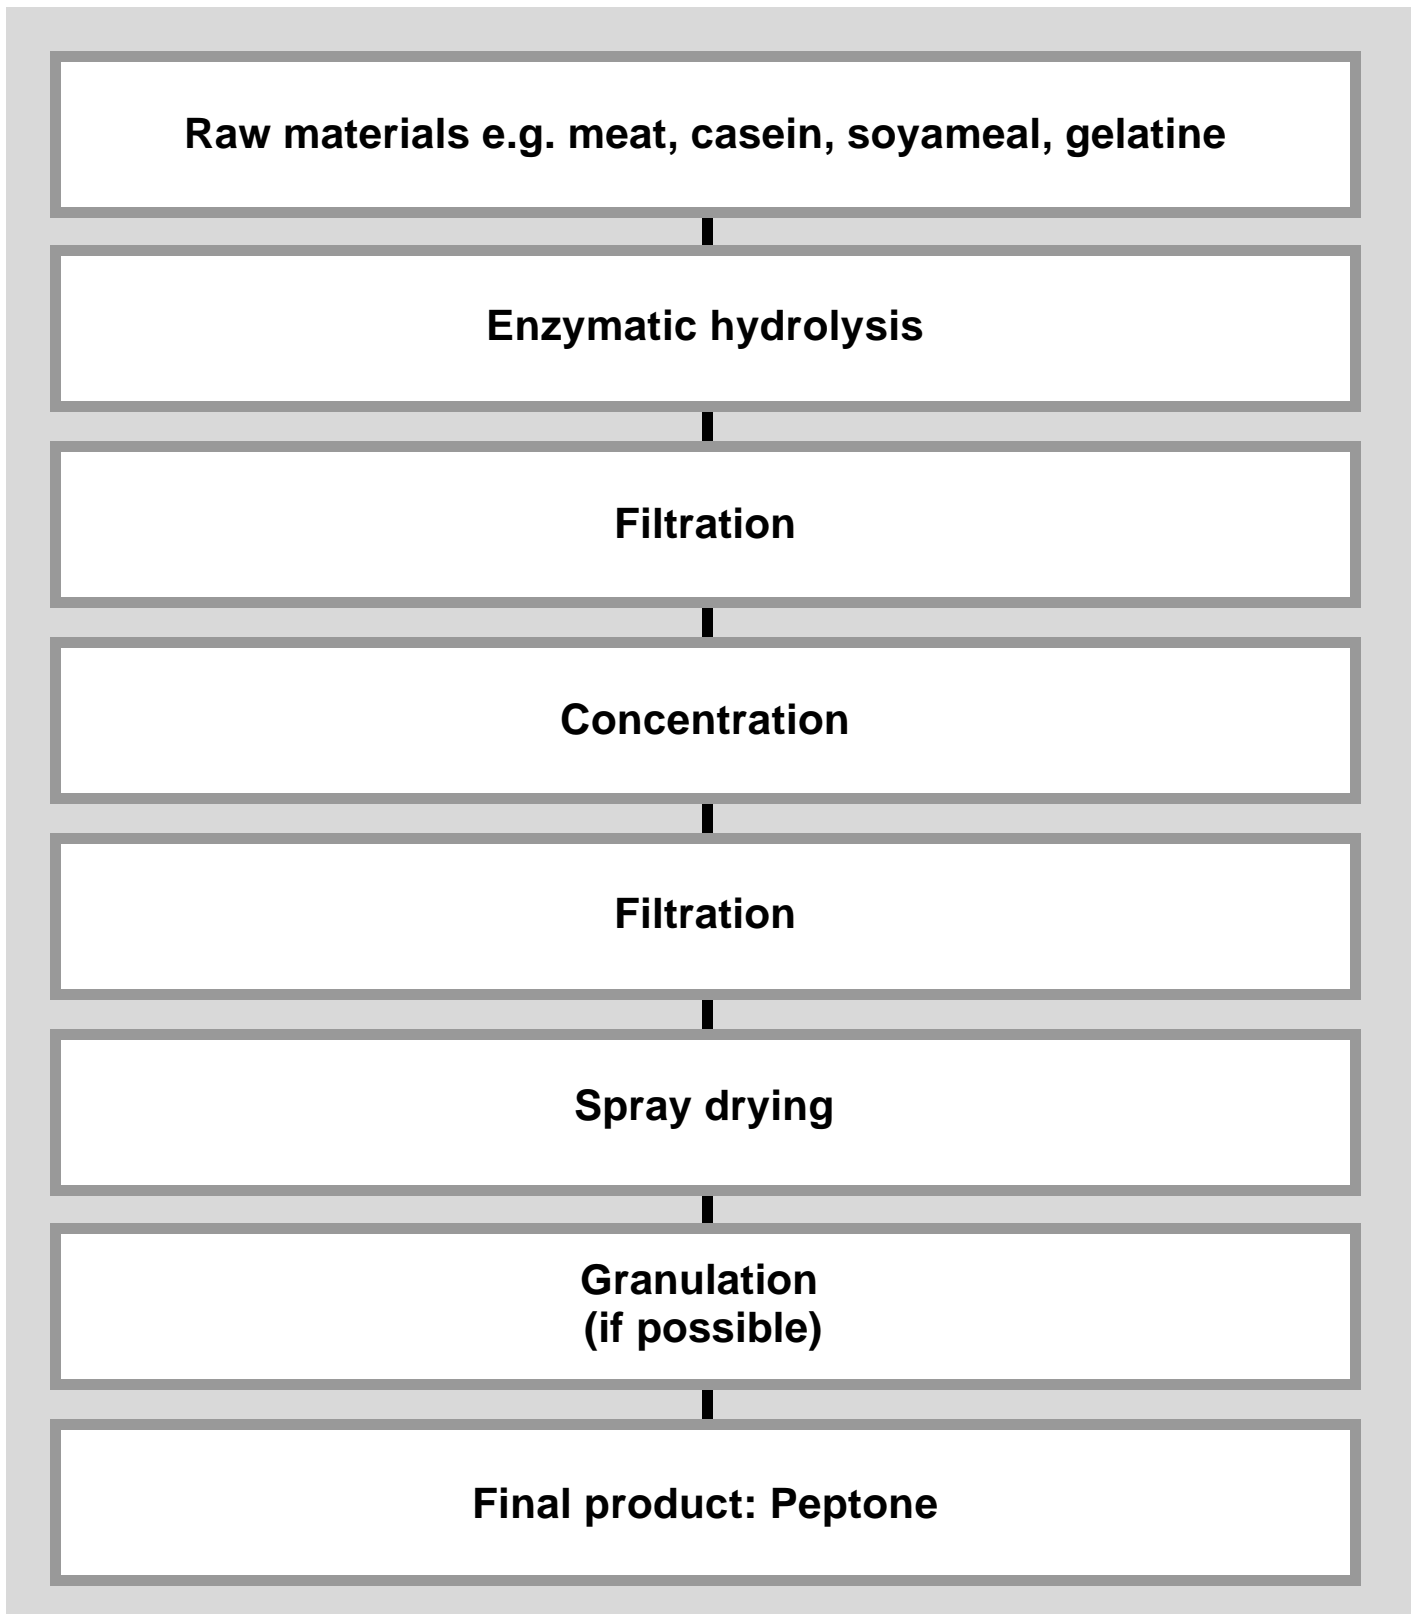 Raw materials e.g. meat, casein, soyameal, gelatine
Enzymatic hydrolysis
Filtration
Concentration
Filtration
Spray drying
Granulation
(if possible)
Final product: Peptone